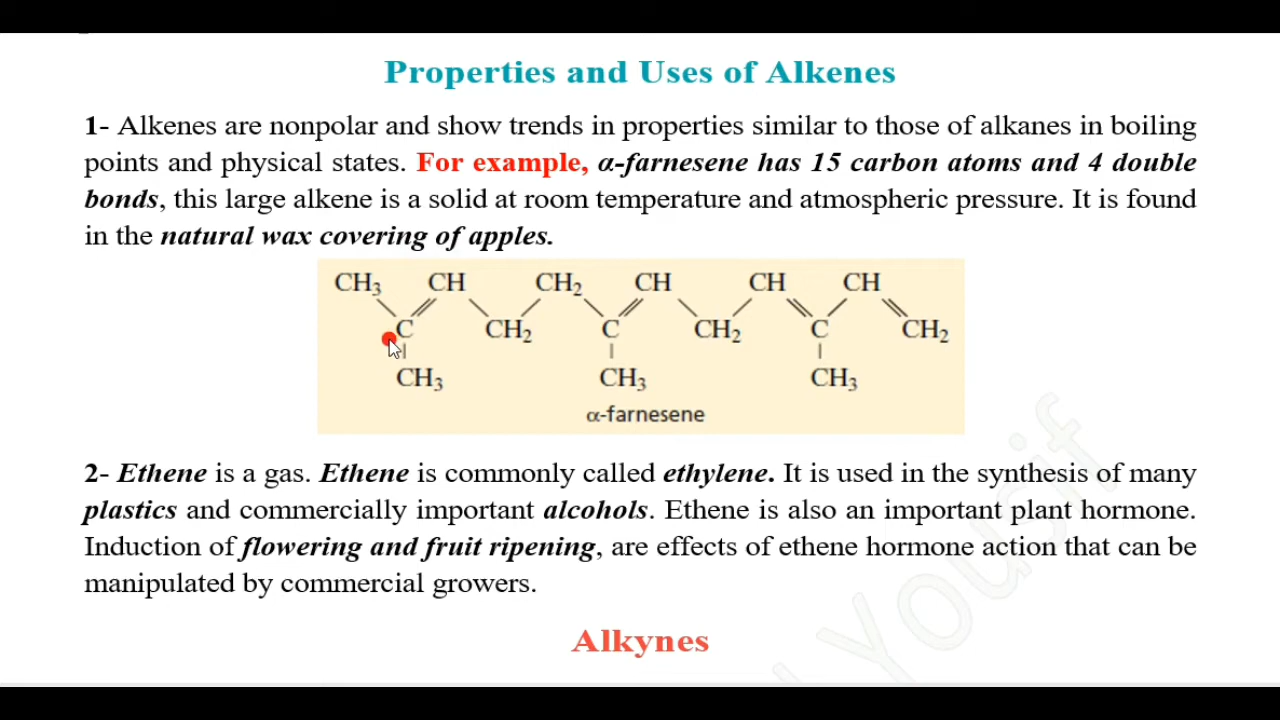 Properties and Uses of Alkenes
1- Alkenes are nonpolar and show trends in properties similar to those of alkanes in boiling
points and physical states. For example, α-farnesene has 15 carbon atoms and 4 double
bonds, this large alkene is a solid at room temperature and atmospheric pressure. It is found
in the natural wax covering of apples.
CH₃ CH CH₂ CH CH CH
C CH₂ C CH₂ C CH₂
CH₃ CH₃ CH₃
α-farnesene
2- Ethene is a gas. Ethene is commonly called ethylene. It is used in the synthesis of many
plastics and commercially important alcohols. Ethene is also an important plant hormone.
Induction of flowering and fruit ripening, are effects of ethene hormone action that can be
manipulated by commercial growers.
Alkynes
Yousif